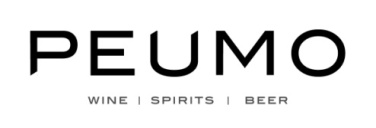 PEUMO
WINE | SPIRITS | BEER